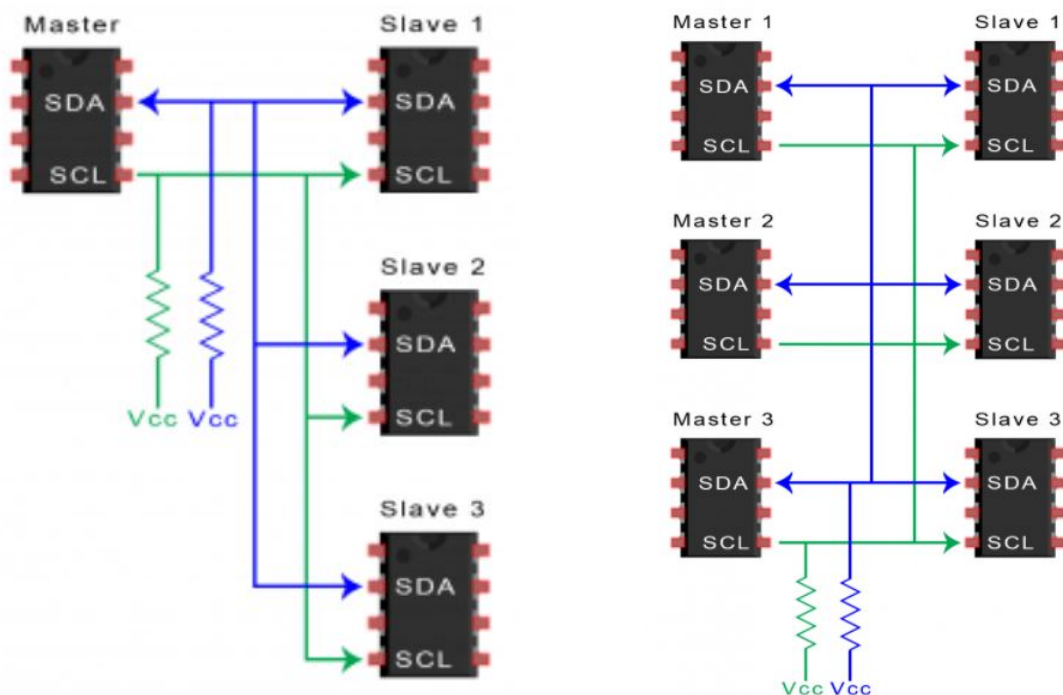 Master
Slave 1
SDA
SDA
SCL
SCL
Slave 2
SDA
SCL
Vcc Vcc
Slave 3
SDA
SCL
Master 1
Slave 1
SDA
SDA
SCL
SCL
Master 2
Slave 2
SDA
SDA
SCL
SCL
Master 3
Slave 3
SDA
SDA
SCL
SCL
Vcc Vcc